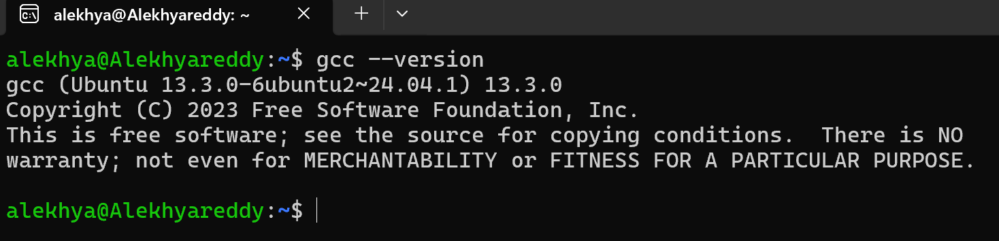 alekhya@Alekhyareddy: ~
alekhya@Alekhyareddy:~$ gcc --version
gcc (Ubuntu 13.3.0-6ubuntu2~24.04.1) 13.3.0
Copyright (C) 2023 Free Software Foundation, Inc.
This is free software; see the source for copying conditions.  There is NO
warranty; not even for MERCHANTABILITY or FITNESS FOR A PARTICULAR PURPOSE.
alekhya@Alekhyareddy:~$